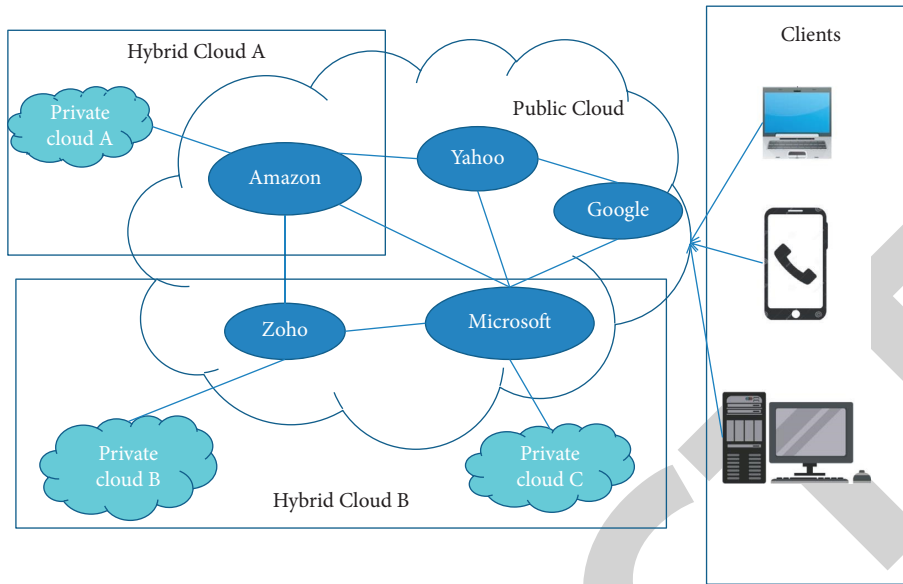 Hybrid Cloud A
Clients
Public Cloud
Private
cloud A
Yahoo
Amazon
Google
Microsoft
Zoho
Private
cloud B
Private
cloud C
Hybrid Cloud B